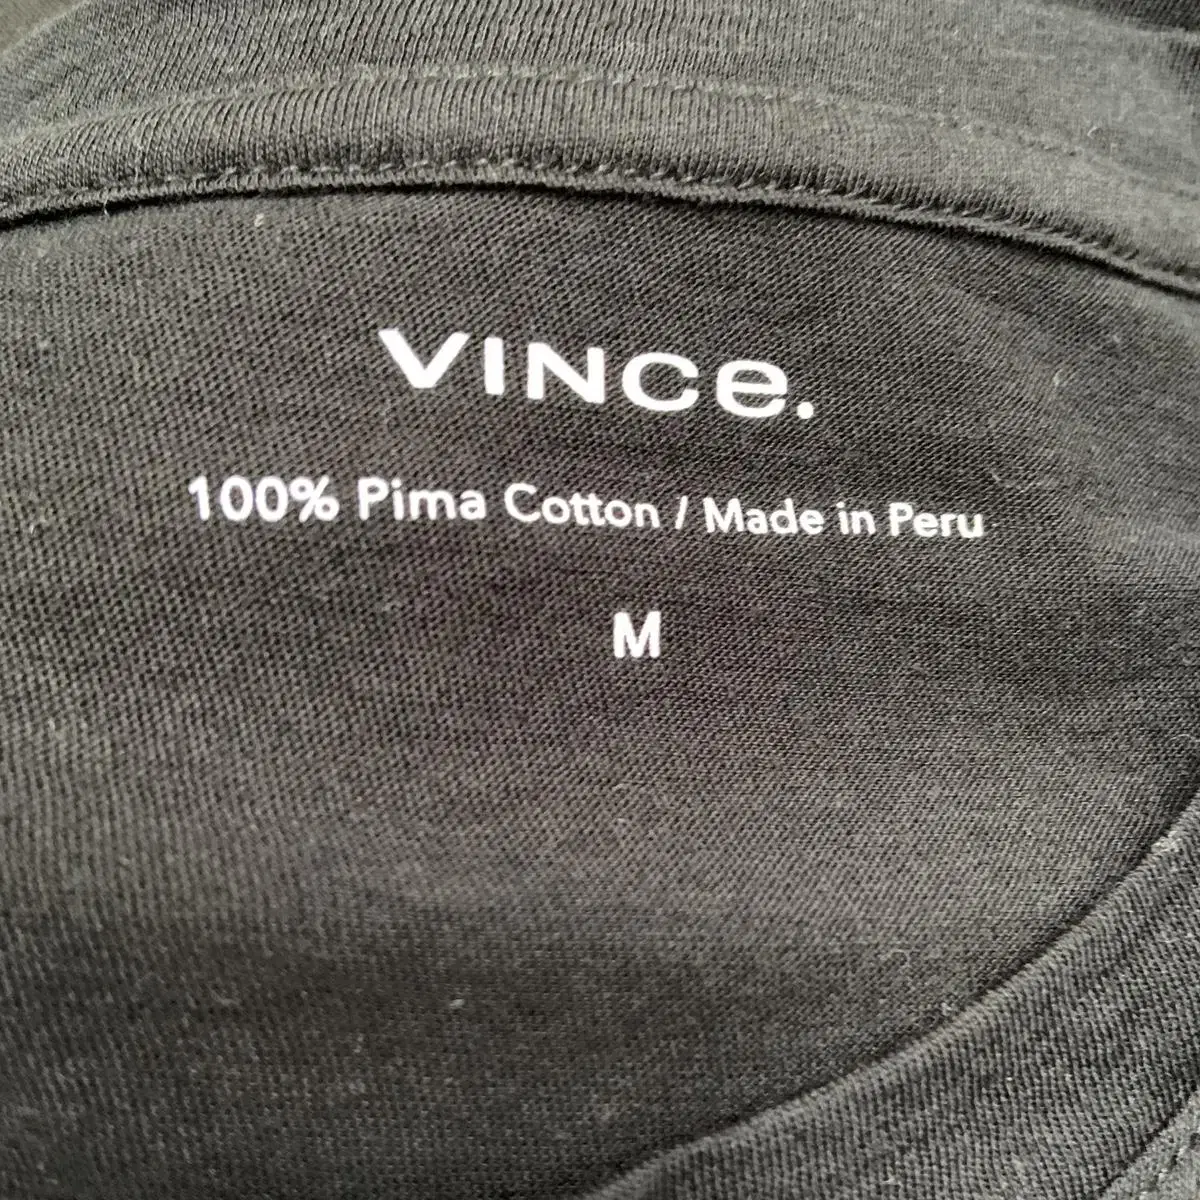 VINCe.
100% Pima Cotton / Made in Peru
M